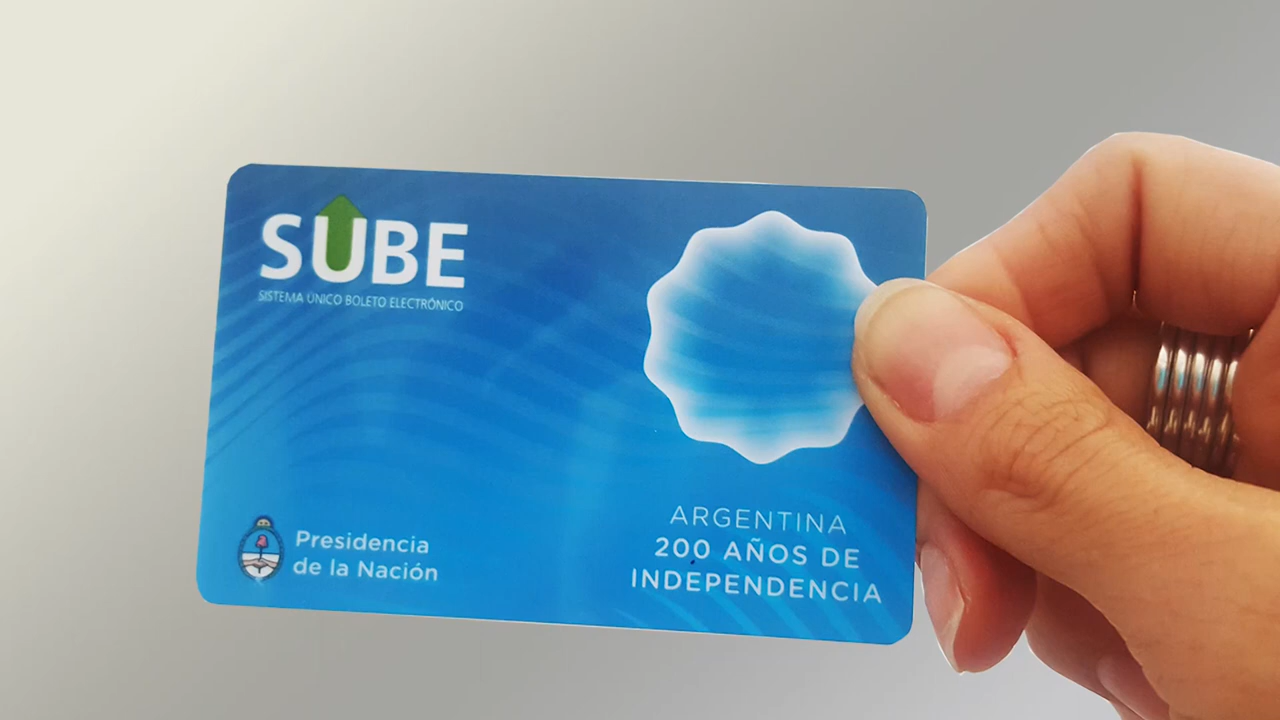 SUBE
SISTEMA ÚNICO BOLETO ELECTRÓNICO
ARGENTINA
200 AÑOS DE
INDEPENDENCIA
Presidencia
de la Nación